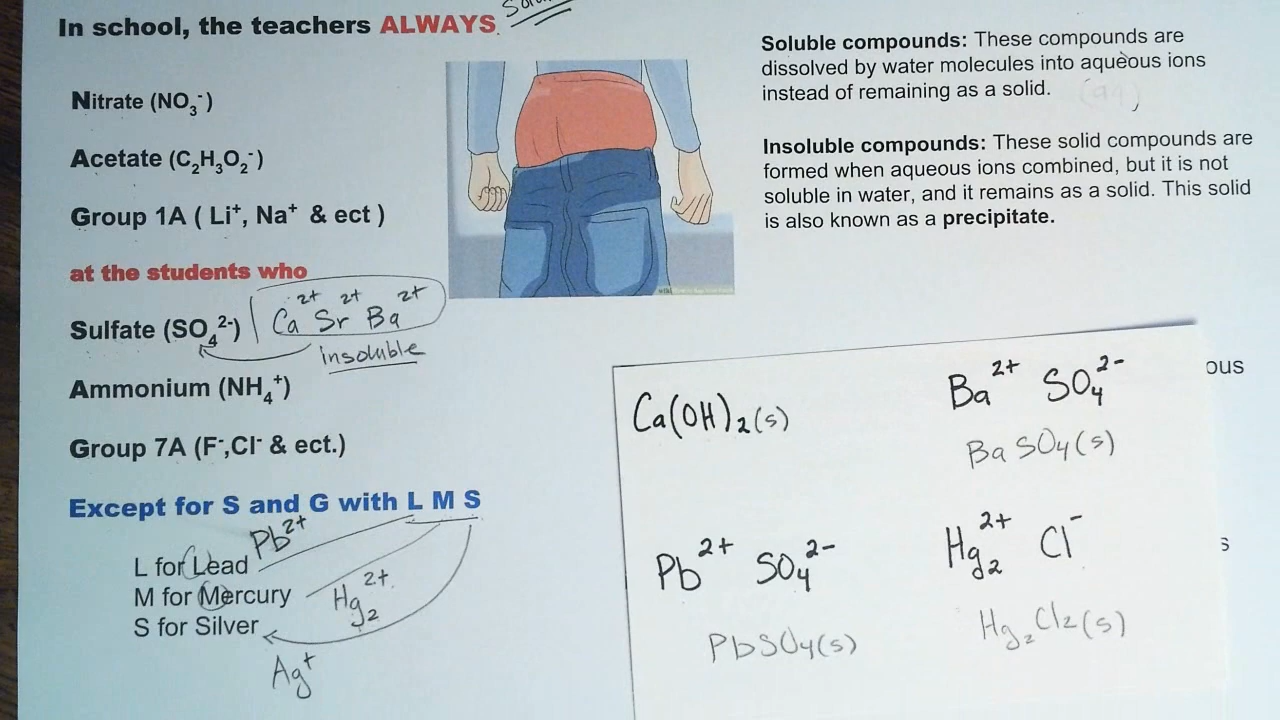 In school, the teachers ALWAYS.
Nitrate (NO₃⁻)
Acetate (C₂H₃O₂⁻)
Group 1A ( Li⁺, Na⁺ & ect )
at the students who
Sulfate (SO₄²⁻) Ca²⁺ Sr²⁺ Ba²⁺
insoluble
Ammonium (NH₄⁺)
Group 7A (F⁻,Cl⁻ & ect.)
Except for S and G with L M S
L for Lead Pb²⁺
M for Mercury Hg₂²⁺
S for Silver
Ag⁺
Soluble compounds: These compounds are
dissolved by water molecules into aqueous ions
instead of remaining as a solid. (aq)
Insoluble compounds: These solid compounds are
formed when aqueous ions combined, but it is not
soluble in water, and it remains as a solid. This solid
is also known as a precipitate.
ous
s
Ca(OH)₂(s)
Ba²⁺ SO₄²⁻
BaSO₄(s)
Pb²⁺ SO₄²⁻
PbSO₄(s)
Hg₂²⁺ Cl⁻
Hg₂Cl₂(s)